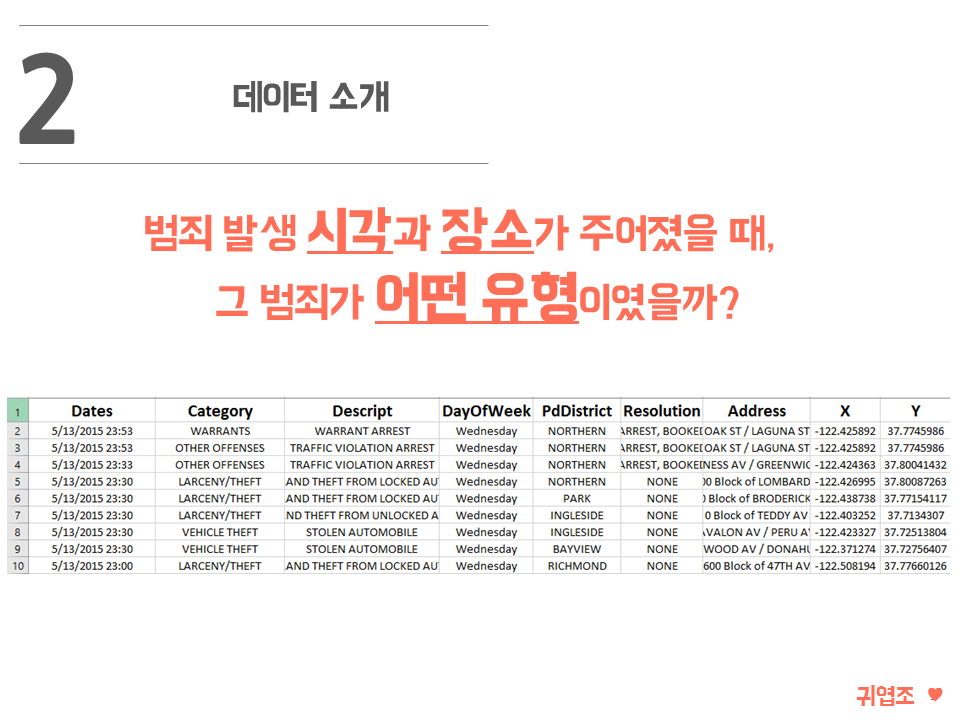 2
데이터 소개
범죄 발생 시각과 장소가 주어졌을 때,
그 범죄가 어떤 유형이였을까?
1 Dates Category Descript DayOfWeek PdDistrict Resolution Address X Y
2 5/13/2015 23:53 WARRANTS WARRANT ARREST Wednesday NORTHERN ARREST, BOOKED OAK ST / LAGUNA ST -122.425892 37.7745986
3 5/13/2015 23:53 OTHER OFFENSES TRAFFIC VIOLATION ARREST Wednesday NORTHERN ARREST, BOOKED OAK ST / LAGUNA ST -122.425892 37.7745986
4 5/13/2015 23:33 OTHER OFFENSES TRAFFIC VIOLATION ARREST Wednesday NORTHERN ARREST, BOOKED NESS AV / GREENWIC -122.424363 37.80041432
5 5/13/2015 23:30 LARCENY/THEFT AND THEFT FROM LOCKED AU Wednesday NORTHERN NONE 00 Block of LOMBARD -122.426995 37.80087263
6 5/13/2015 23:30 LARCENY/THEFT AND THEFT FROM LOCKED AU Wednesday PARK NONE Block of BRODERICK -122.438738 37.77154117
7 5/13/2015 23:30 LARCENY/THEFT ND THEFT FROM UNLOCKED A Wednesday INGLESIDE NONE 0 Block of TEDDY AV -122.403252 37.7134307
8 5/13/2015 23:30 VEHICLE THEFT STOLEN AUTOMOBILE Wednesday INGLESIDE NONE AVALON AV / PERU A -122.423327 37.72513804
9 5/13/2015 23:30 VEHICLE THEFT STOLEN AUTOMOBILE Wednesday BAYVIEW NONE WOOD AV / DONAHU -122.371274 37.72756407
10 5/13/2015 23:00 LARCENY/THEFT AND THEFT FROM LOCKED AU Wednesday RICHMOND NONE 600 Block of 47TH AV -122.508194 37.77660126
귀엽조 ♥